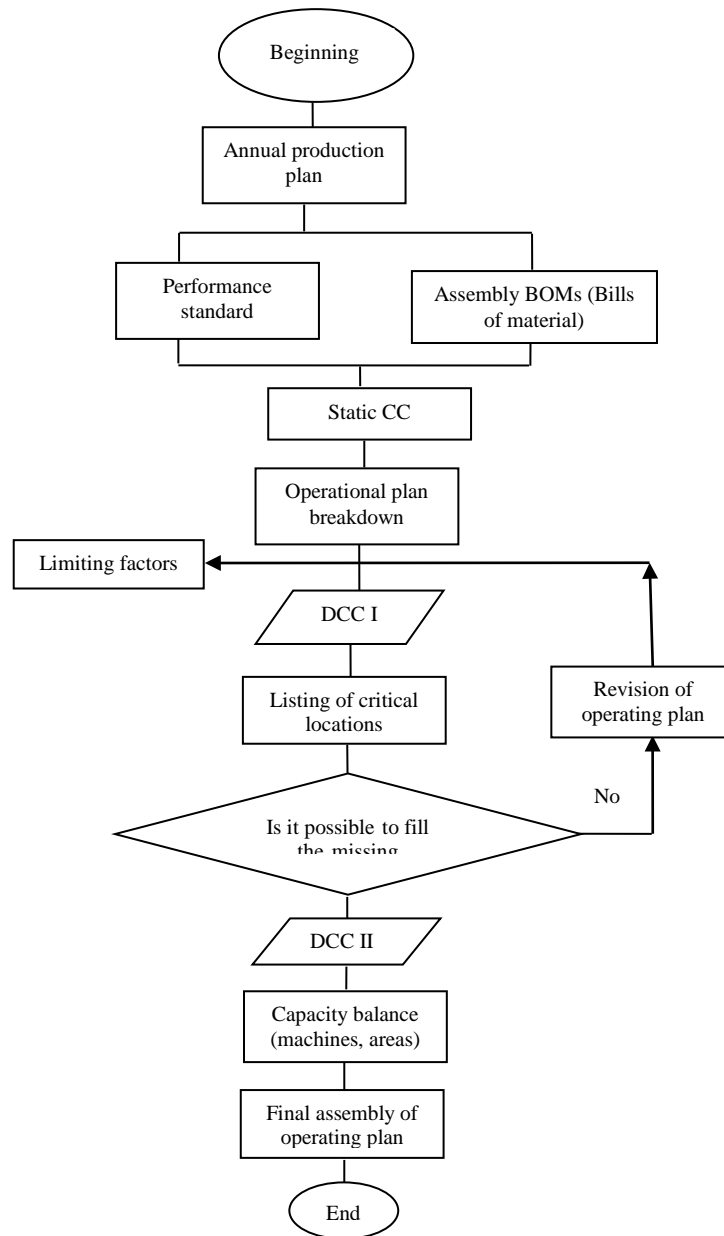 Beginning
Annual production
plan
Performance
standard
Assembly BOMs (Bills
of material)
Static CC
Operational plan
breakdown
Limiting factors
DCC I
Listing of critical
locations
Revision of
operating plan
No
Is it possible to fill
the missing
DCC II
Capacity balance
(machines, areas)
Final assembly of
operating plan
End